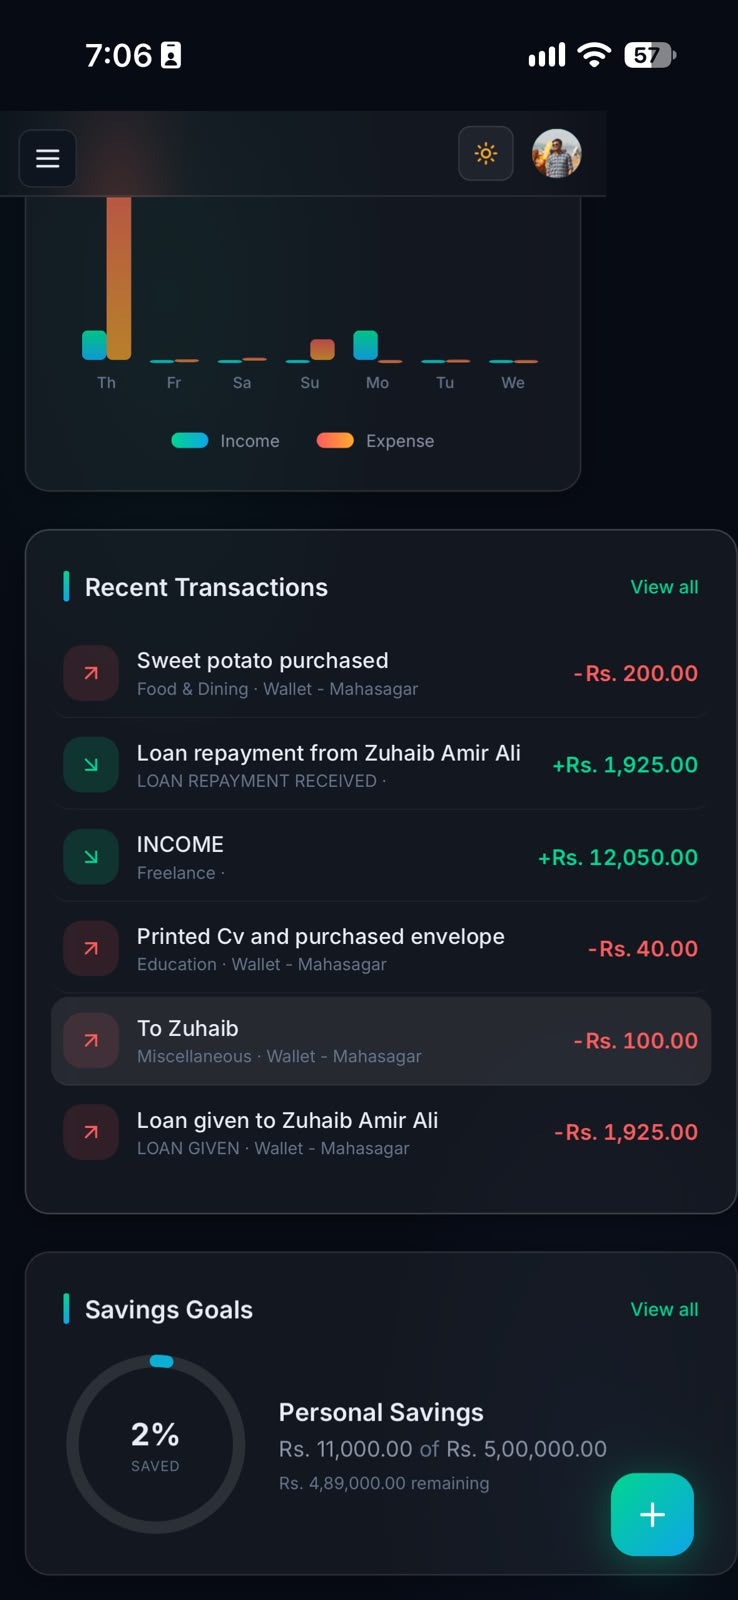 7:06
57
Th Fr Sa Su Mo Tu We
Income Expense
Recent Transactions
View all
Sweet potato purchased
-Rs. 200.00
Food & Dining · Wallet - Mahasagar
Loan repayment from Zuhaib Amir Ali
+Rs. 1,925.00
LOAN REPAYMENT RECEIVED ·
INCOME
+Rs. 12,050.00
Freelance ·
Printed Cv and purchased envelope
-Rs. 40.00
Education · Wallet - Mahasagar
To Zuhaib
-Rs. 100.00
Miscellaneous · Wallet - Mahasagar
Loan given to Zuhaib Amir Ali
-Rs. 1,925.00
LOAN GIVEN · Wallet - Mahasagar
Savings Goals
View all
2%
SAVED
Personal Savings
Rs. 11,000.00 of Rs. 5,00,000.00
Rs. 4,89,000.00 remaining